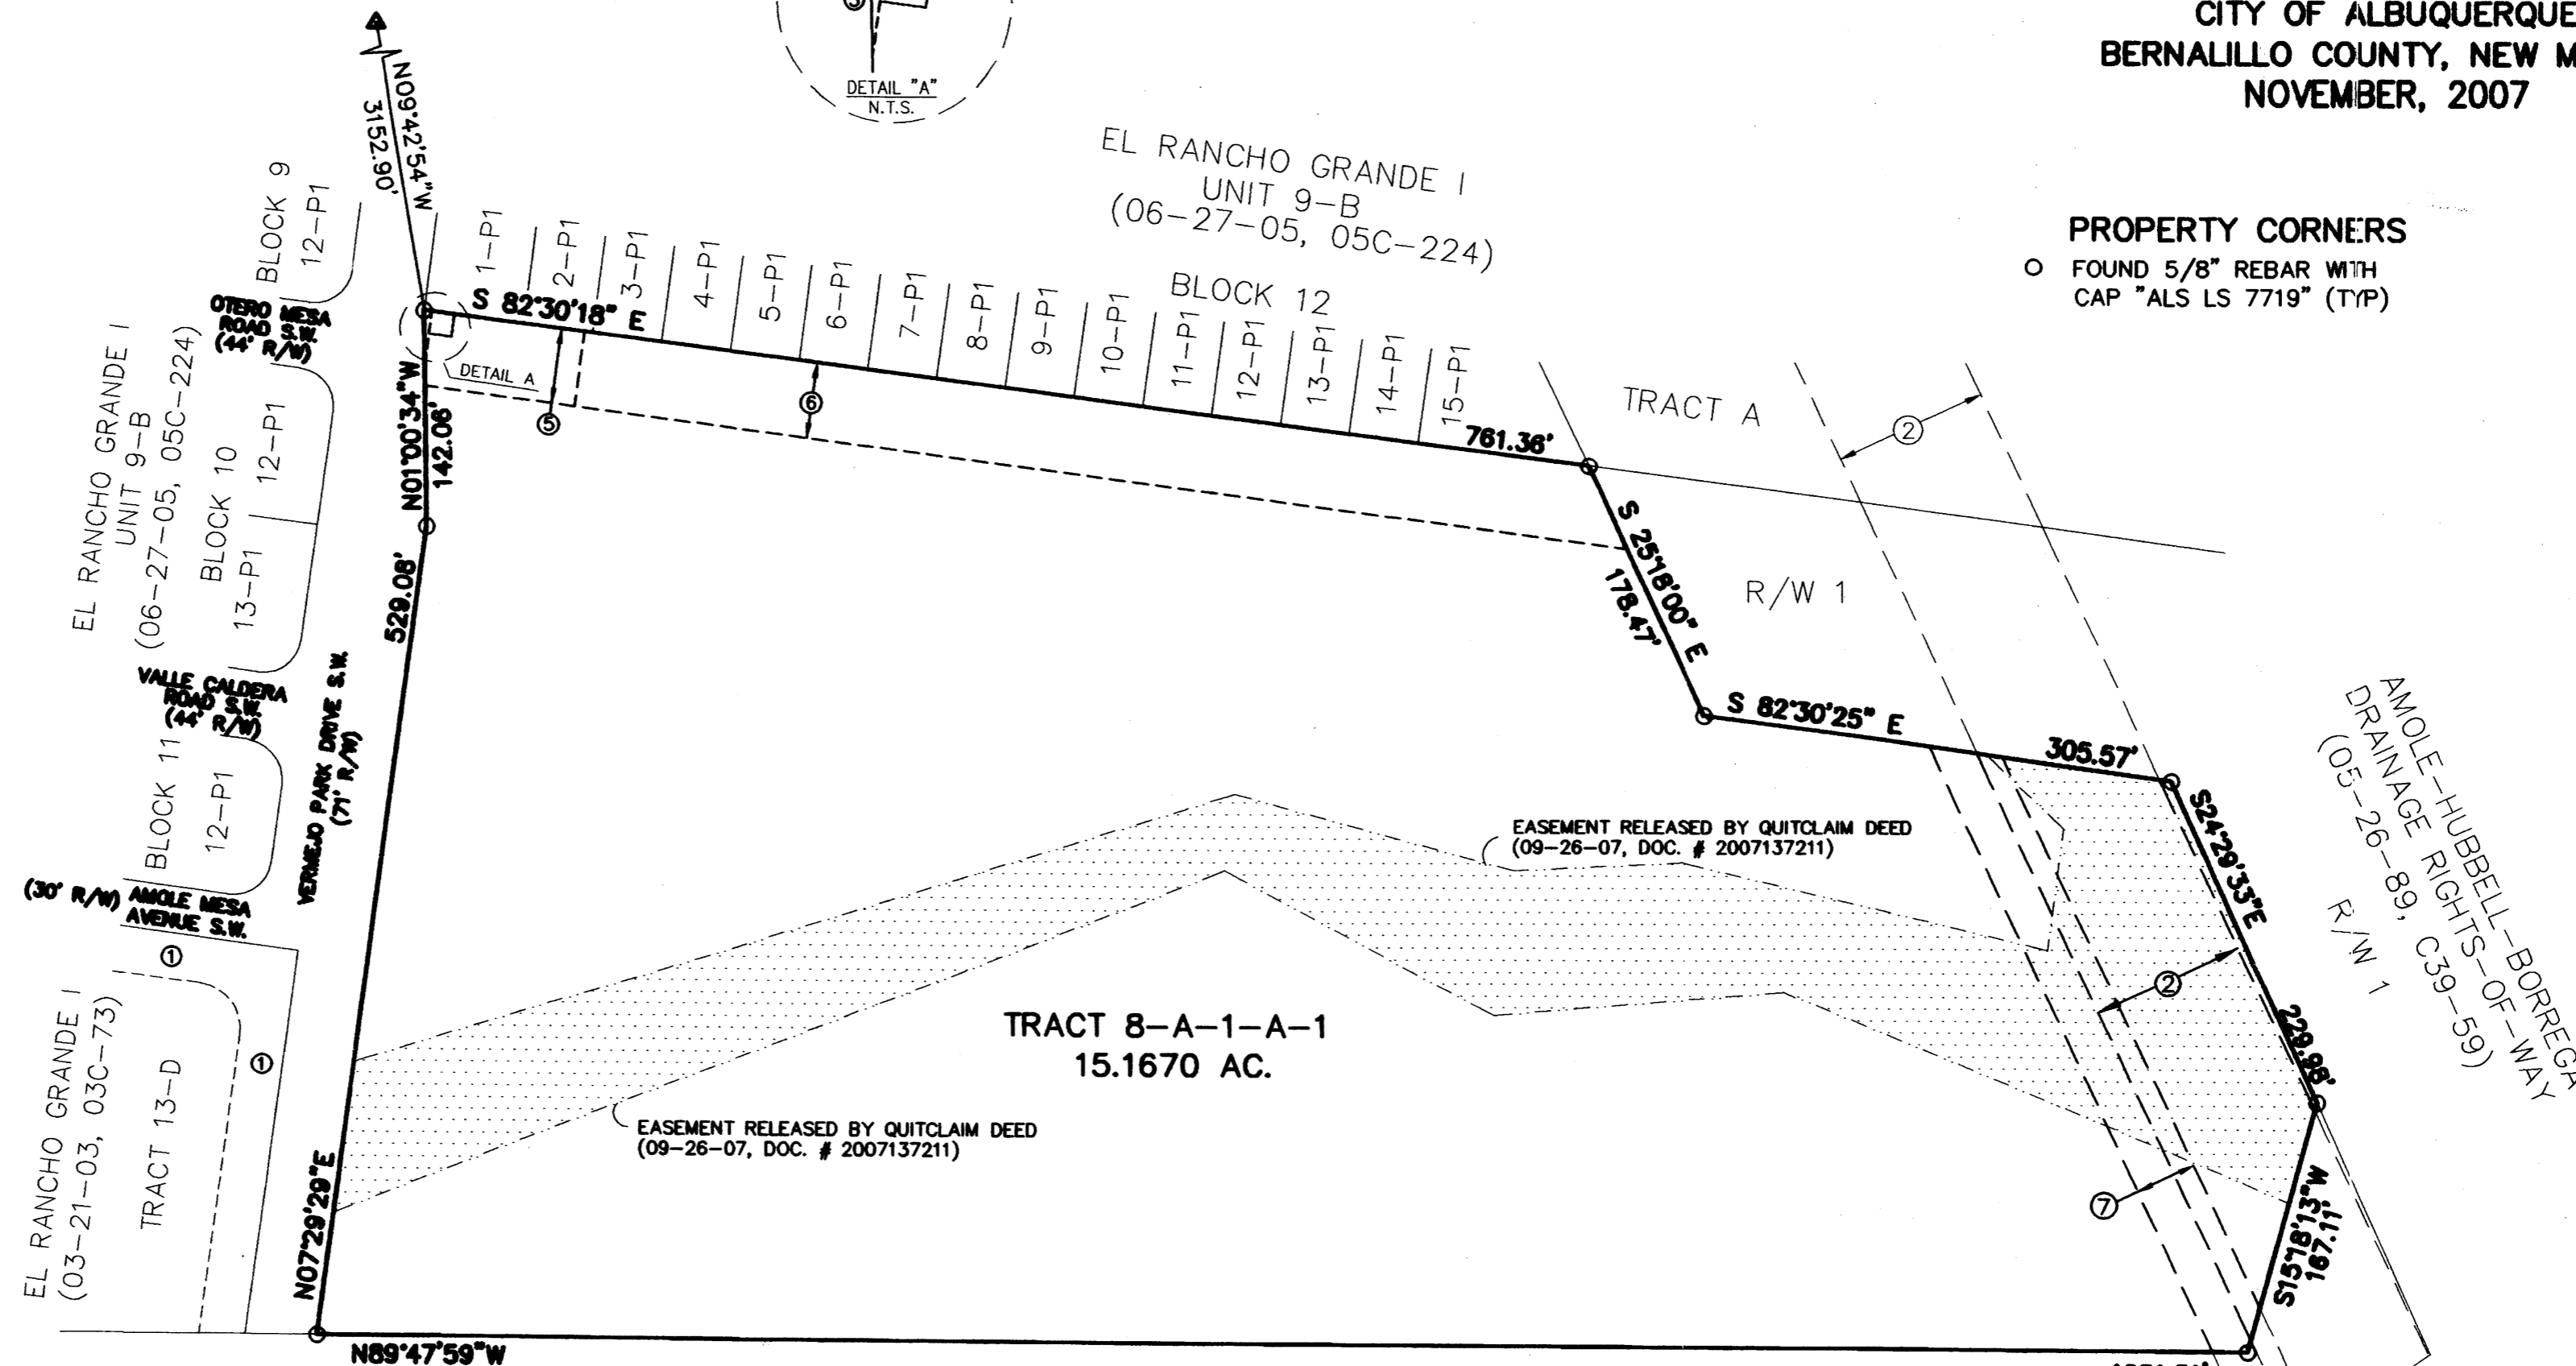 CITY OF ALBUQUERQUE
BERNALILLO COUNTY, NEW M
NOVEMBER, 2007
DETAIL "A"
N.T.S.
PROPERTY CORNERS
FOUND 5/8" REBAR WITH
CAP "ALS LS 7719" (TYP)
N09°42'54"W
3152.90'
EL RANCHO GRANDE I
UNIT 9-B
(06-27-05, 05C-224)
BLOCK 12
BLOCK 9
12-P1
1-P1
2-P1
3-P1
4-P1
5-P1
6-P1
7-P1
8-P1
9-P1
10-P1
11-P1
12-P1
13-P1
14-P1
15-P1
S 82°30'18" E
761.36'
OTERO MESA
ROAD S.W.
(44' R/W)
DETAIL A
5
6
TRACT A
2
N01°00'34"W
142.06'
EL RANCHO GRANDE I
UNIT 9-B
(06-27-05, 05C-224)
BLOCK 10
12-P1
13-P1
529.08'
S 25°18'00" E
178.47'
R/W 1
VALLE CALDERA
ROAD S.W.
(44' R/W)
VERMEJO PARK DRIVE S.W.
(71' R/W)
S 82°30'25" E
305.57'
BLOCK 11
12-P1
AMOLE-HUBBELL-BORREGA
DRAINAGE RIGHTS-OF-WAY
(05-26-89, C39-59)
R/W 1
S24°29'33"E
229.98'
EASEMENT RELEASED BY QUITCLAIM DEED
(09-26-07, DOC. # 2007137211)
(30' R/W) AMOLE MESA
AVENUE S.W.
1
1
2
EL RANCHO GRANDE I
(03-21-03, 03C-73)
TRACT 13-D
TRACT 8-A-1-A-1
15.1670 AC.
EASEMENT RELEASED BY QUITCLAIM DEED
(09-26-07, DOC. # 2007137211)
7
S15°18'13"W
167.11'
N07°29'29"E
N89°47'59"W